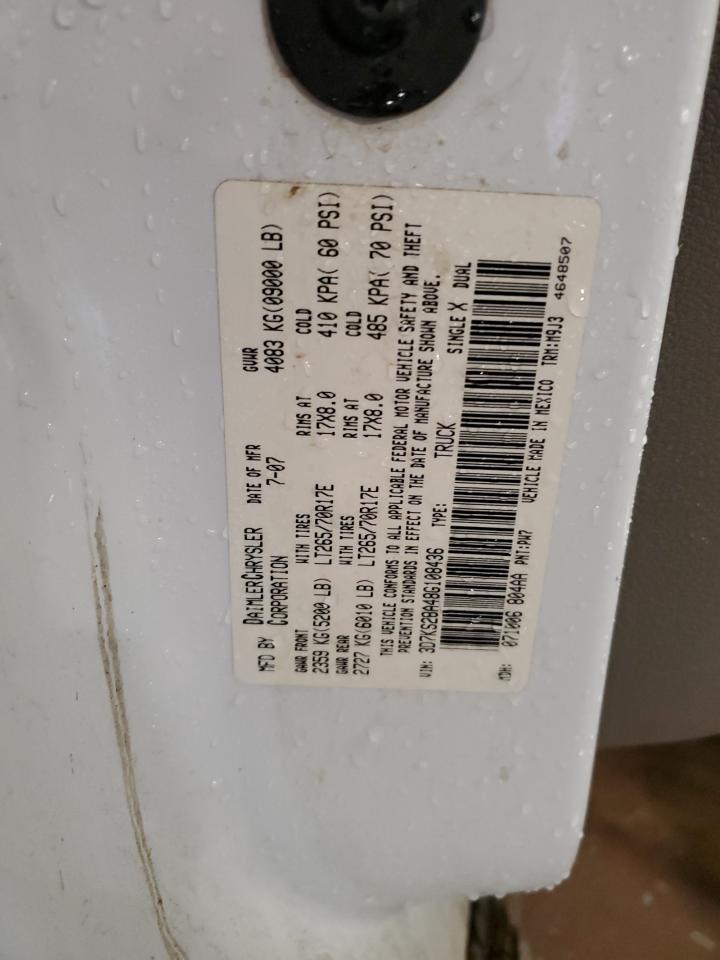 MFD BY DAIMLERCHRYSLER CORPORATION DATE OF MFR 7-07 GVWR 4083 KG(09000 LB)
GAWR FRONT WITH TIRES RIMS AT COLD
2359 KG(5200 LB) LT265/70R17E 17X8.0 410 KPA( 60 PSI)
GAWR REAR WITH TIRES RIMS AT COLD
2727 KG(6010 LB) LT265/70R17E 17X8.0 485 KPA( 70 PSI)
THIS VEHICLE CONFORMS TO ALL APPLICABLE FEDERAL MOTOR VEHICLE SAFETY AND THEFT
PREVENTION STANDARDS IN EFFECT ON THE DATE OF MANUFACTURE SHOWN ABOVE.
VIN: 3D7KS28A48G108436 TYPE: TRUCK SINGLE X DUAL
MDH: 071006 804AA PNT:PW7 VEHICLE MADE IN MEXICO TRM:M9J3 4648507